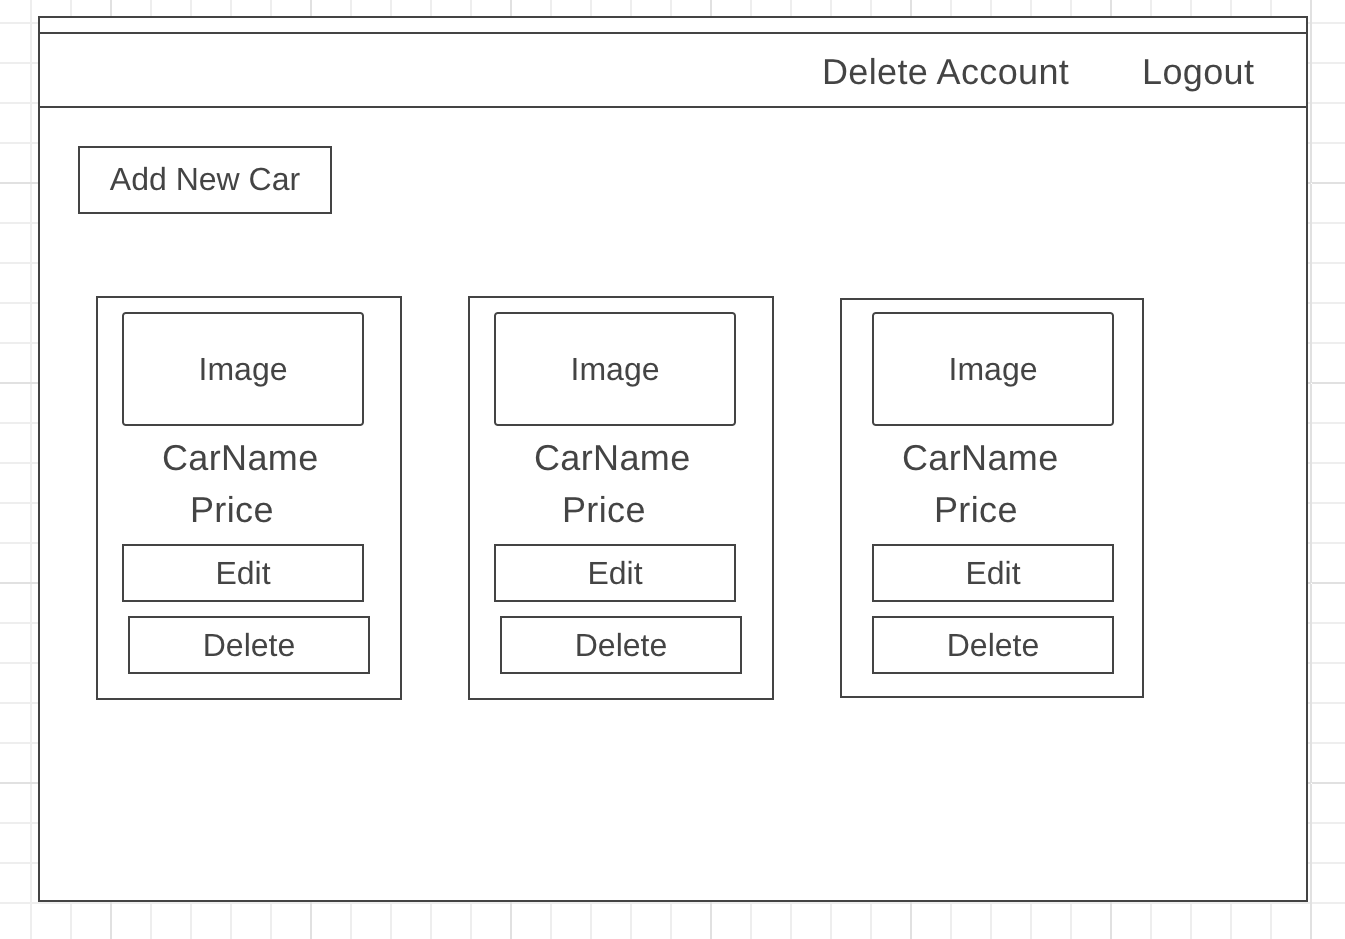 Delete Account Logout
Add New Car
Image Image Image
CarName CarName CarName
Price Price Price
Edit Edit Edit
Delete Delete Delete